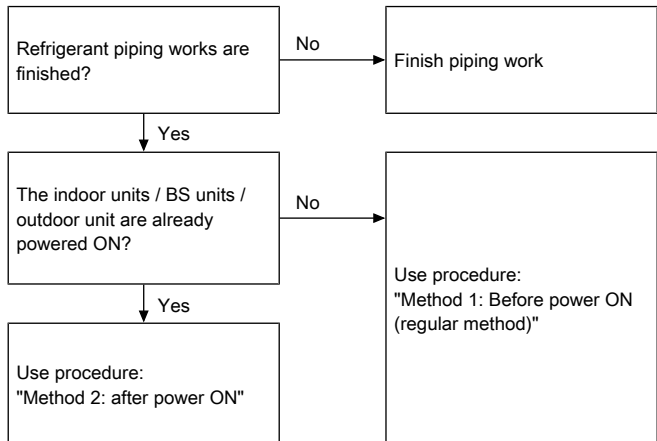 Refrigerant piping works are
finished?
No
Finish piping work
Yes
The indoor units / BS units /
outdoor unit are already
powered ON?
No
Use procedure:
"Method 1: Before power ON
(regular method)"
Yes
Use procedure:
"Method 2: after power ON"